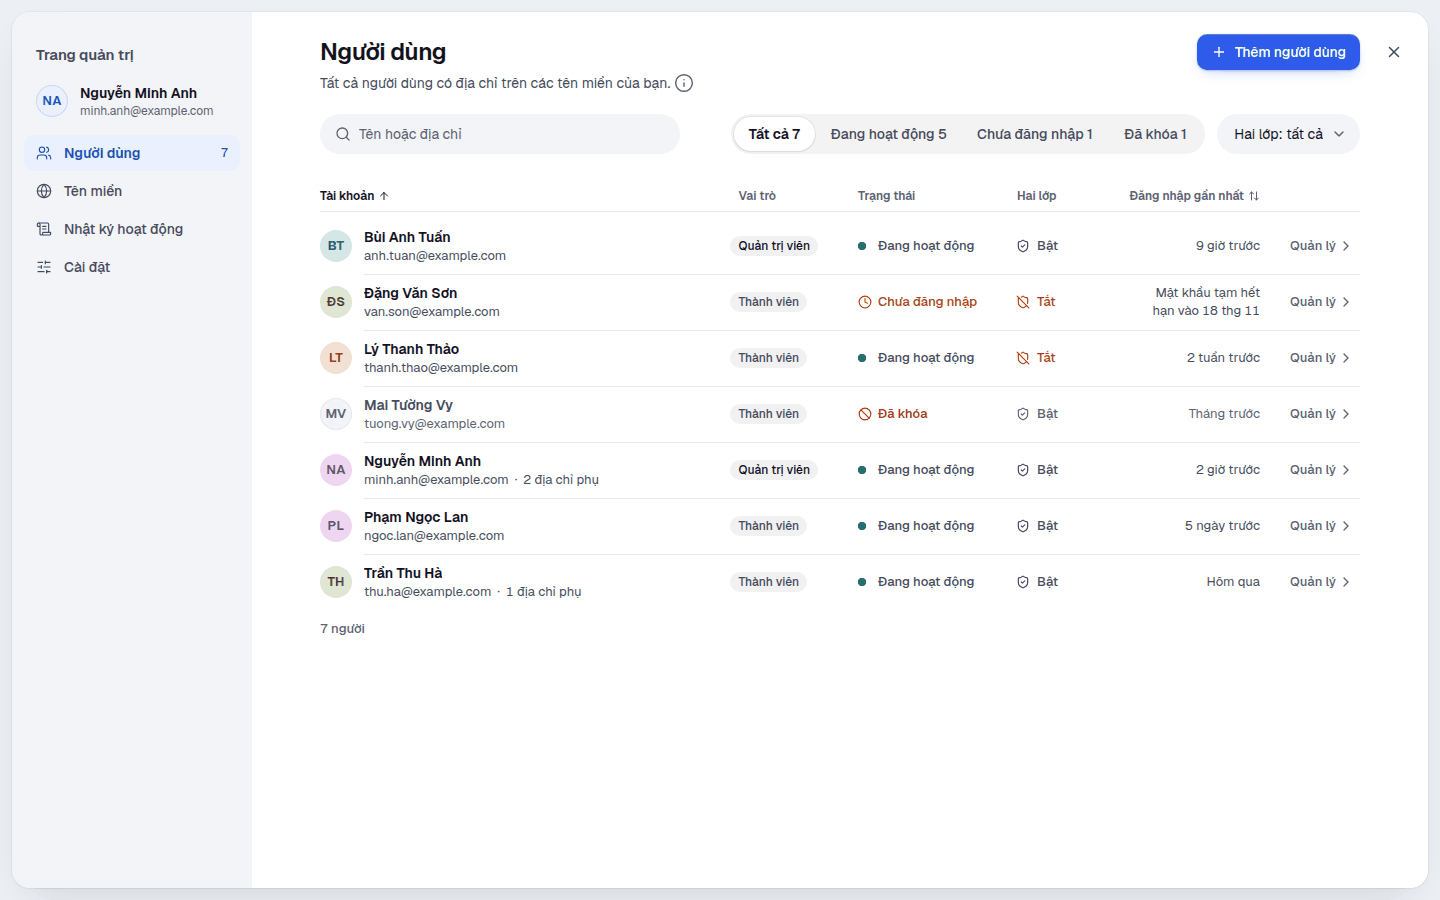 Trang quản trị
NA
Nguyễn Minh Anh
minh.anh@example.com
Người dùng 7
Tên miền
Nhật ký hoạt động
Cài đặt
Người dùng
Tất cả người dùng có địa chỉ trên các tên miền của bạn.
Thêm người dùng
Tên hoặc địa chỉ
Tất cả 7 Đang hoạt động 5 Chưa đăng nhập 1 Đã khóa 1
Hai lớp: tất cả
Tài khoản Vai trò Trạng thái Hai lớp Đăng nhập gần nhất
BT Bùi Anh Tuấn
anh.tuan@example.com
Quản trị viên Đang hoạt động Bật 9 giờ trước Quản lý
ĐS Đặng Văn Sơn
van.son@example.com
Thành viên Chưa đăng nhập Tắt Mật khẩu tạm hết
hạn vào 18 thg 11
Quản lý
LT Lý Thanh Thảo
thanh.thao@example.com
Thành viên Đang hoạt động Tắt 2 tuần trước Quản lý
MV Mai Tường Vy
tuong.vy@example.com
Thành viên Đã khóa Bật Tháng trước Quản lý
NA Nguyễn Minh Anh
minh.anh@example.com · 2 địa chỉ phụ
Quản trị viên Đang hoạt động Bật 2 giờ trước Quản lý
PL Phạm Ngọc Lan
ngoc.lan@example.com
Thành viên Đang hoạt động Bật 5 ngày trước Quản lý
TH Trần Thu Hà
thu.ha@example.com · 1 địa chỉ phụ
Thành viên Đang hoạt động Bật Hôm qua Quản lý
7 người